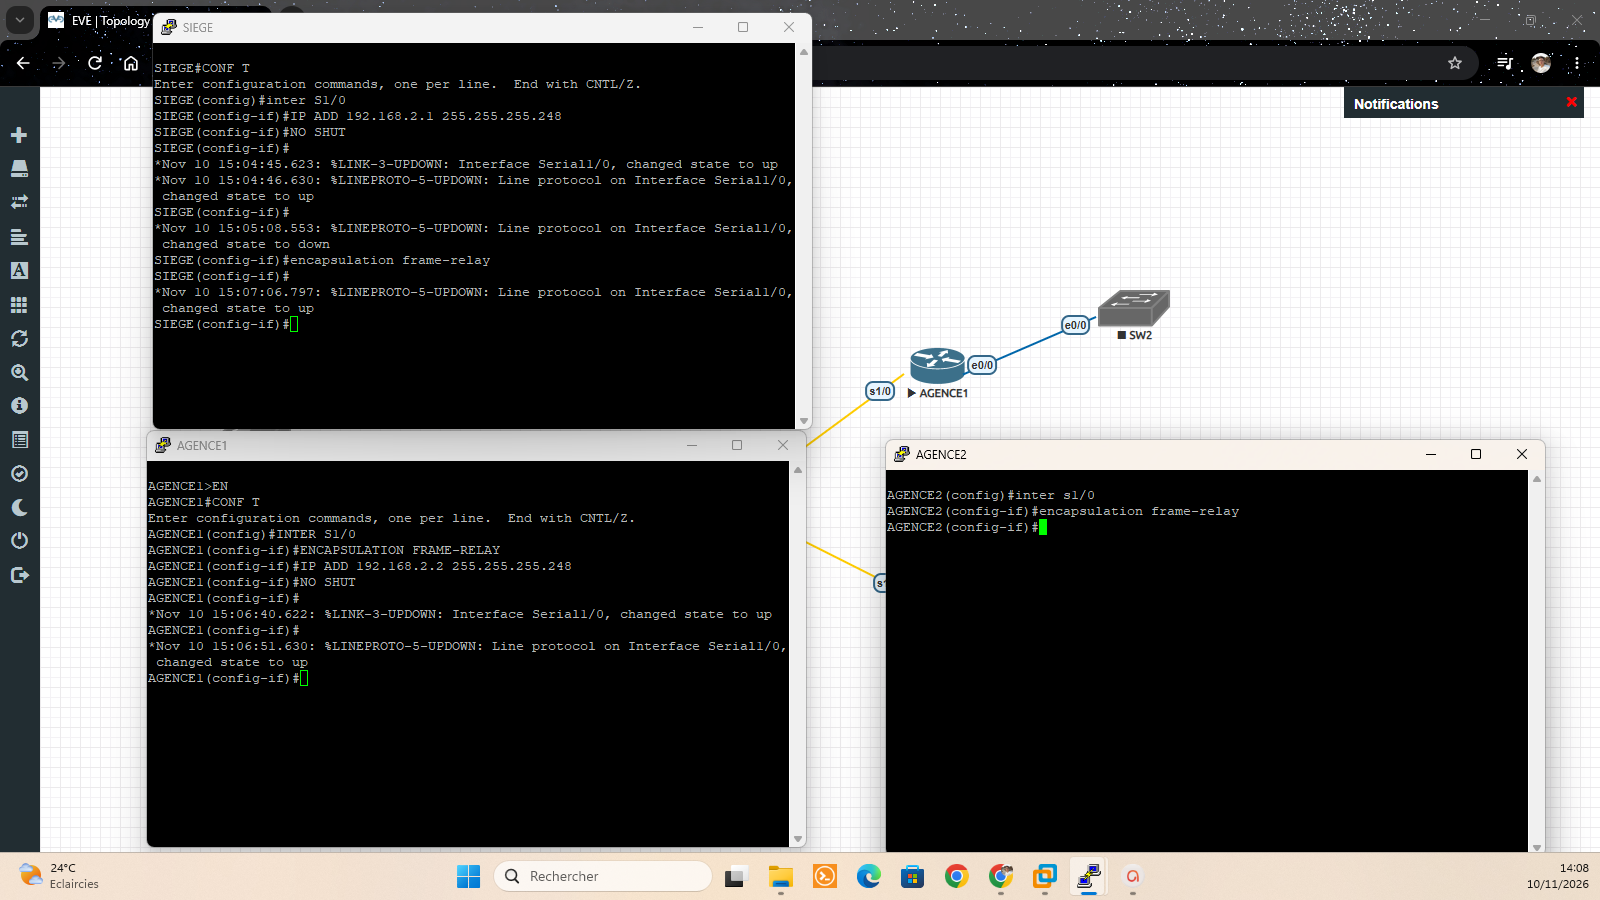 EVE | Topology
SIEGE
SIEGE#CONF T
Enter configuration commands, one per line.  End with CNTL/Z.
SIEGE(config)#inter S1/0
SIEGE(config-if)#IP ADD 192.168.2.1 255.255.255.248
SIEGE(config-if)#NO SHUT
SIEGE(config-if)#
*Nov 10 15:04:45.623: %LINK-3-UPDOWN: Interface Serial1/0, changed state to up
*Nov 10 15:04:46.630: %LINEPROTO-5-UPDOWN: Line protocol on Interface Serial1/0,
changed state to up
SIEGE(config-if)#
*Nov 10 15:05:08.553: %LINEPROTO-5-UPDOWN: Line protocol on Interface Serial1/0,
changed state to down
SIEGE(config-if)#encapsulation frame-relay
SIEGE(config-if)#
*Nov 10 15:07:06.797: %LINEPROTO-5-UPDOWN: Line protocol on Interface Serial1/0,
changed state to up
SIEGE(config-if)#
Notifications
e0/0
SW2
e0/0
s1/0
AGENCE1
AGENCE1
AGENCE1>EN
AGENCE1#CONF T
Enter configuration commands, one per line.  End with CNTL/Z.
AGENCE1(config)#INTER S1/0
AGENCE1(config-if)#ENCAPSULATION FRAME-RELAY
AGENCE1(config-if)#IP ADD 192.168.2.2 255.255.255.248
AGENCE1(config-if)#NO SHUT
AGENCE1(config-if)#
*Nov 10 15:06:40.622: %LINK-3-UPDOWN: Interface Serial1/0, changed state to up
AGENCE1(config-if)#
*Nov 10 15:06:51.630: %LINEPROTO-5-UPDOWN: Line protocol on Interface Serial1/0,
changed state to up
AGENCE1(config-if)#
AGENCE2
AGENCE2(config)#inter s1/0
AGENCE2(config-if)#encapsulation frame-relay
AGENCE2(config-if)#
24°C
Eclaircies
Rechercher
14:08
10/11/2026